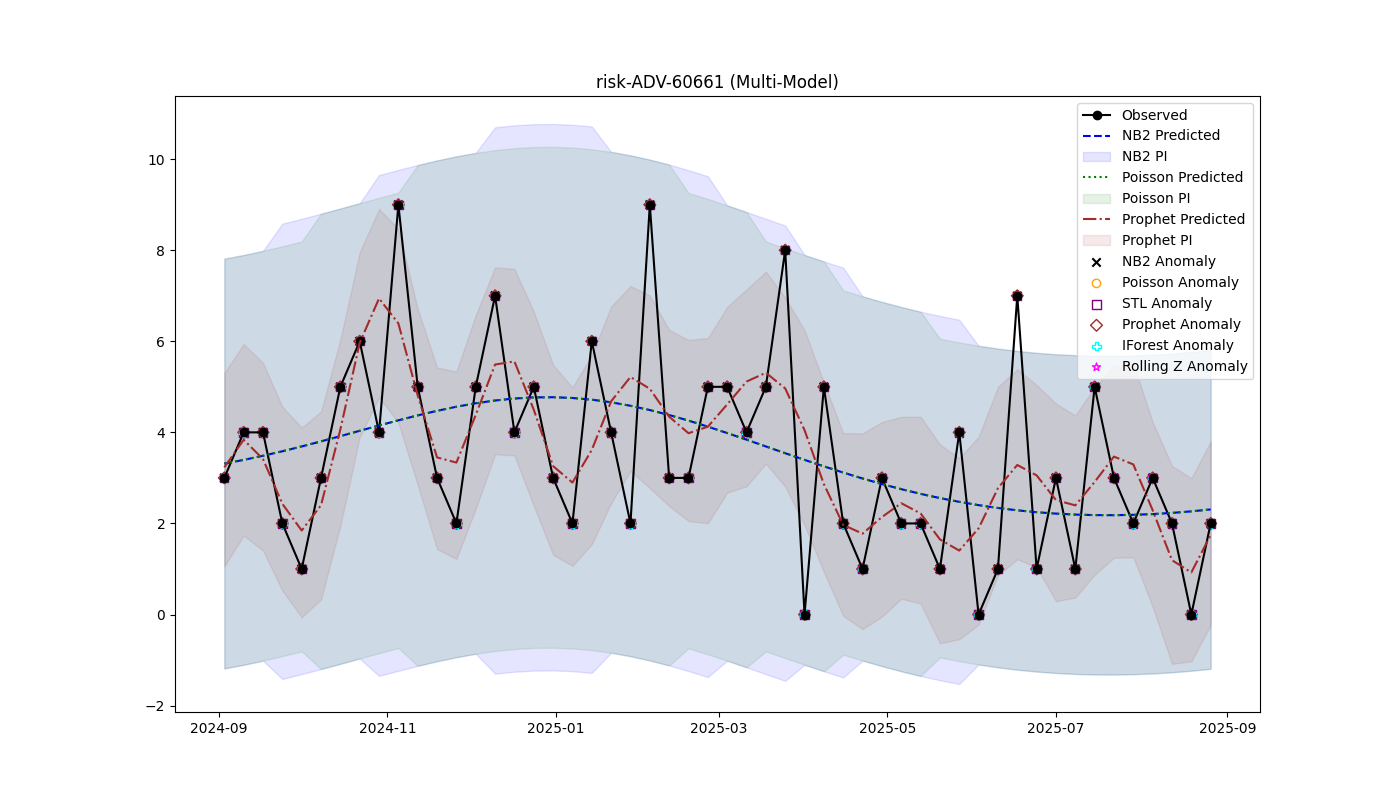 risk-ADV-60661 (Multi-Model)
Observed
NB2 Predicted
NB2 PI
Poisson Predicted
Poisson PI
Prophet Predicted
Prophet PI
NB2 Anomaly
Poisson Anomaly
STL Anomaly
Prophet Anomaly
IForest Anomaly
Rolling Z Anomaly
10
8
6
4
2
0
−2
2024-09 2024-11 2025-01 2025-03 2025-05 2025-07 2025-09